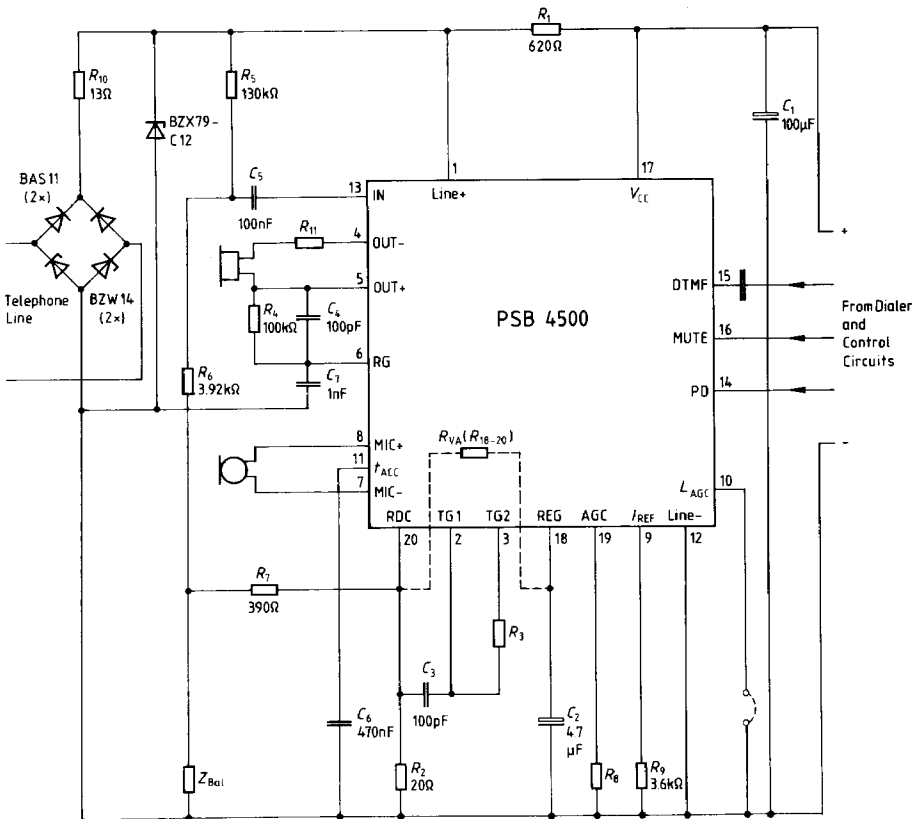 R1
620Ω
R10
13Ω
R5
130kΩ
BZX79-
C12
C1
100µF
BAS11
(2×)
C5
100nF
13
IN
1
Line+
17
VCC
R11
4
OUT-
5
OUT+
+
BZW14
(2×)
Telephone
Line
R4
100kΩ
C4
100pF
PSB 4500
DTMF
15
From Dialer
and
Control
Circuits
MUTE
16
6
RG
R6
3.92kΩ
C7
1nF
PD
14
8
MIC+
11
tACC
7
MIC-
RVA(R18-20)
-
LAGC
10
RDC
TG1
TG2
REG
AGC
IREF
Line-
20
2
3
18
19
9
12
R7
390Ω
R3
C3
100pF
C6
470nF
C2
4.7
µF
ZBal
R2
20Ω
R8
R9
3.6kΩ